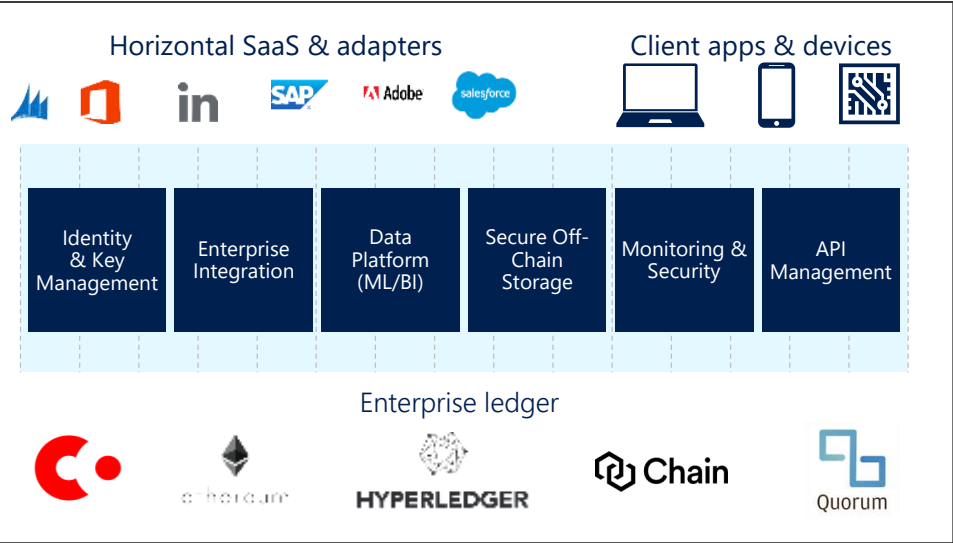 Horizontal SaaS & adapters
Client apps & devices
in
SAP
Adobe
salesforce
Identity
& Key
Management
Enterprise
Integration
Data
Platform
(ML/BI)
Secure Off-
Chain
Storage
Monitoring &
Security
API
Management
Enterprise ledger
ethereum
HYPERLEDGER
Chain
Quorum